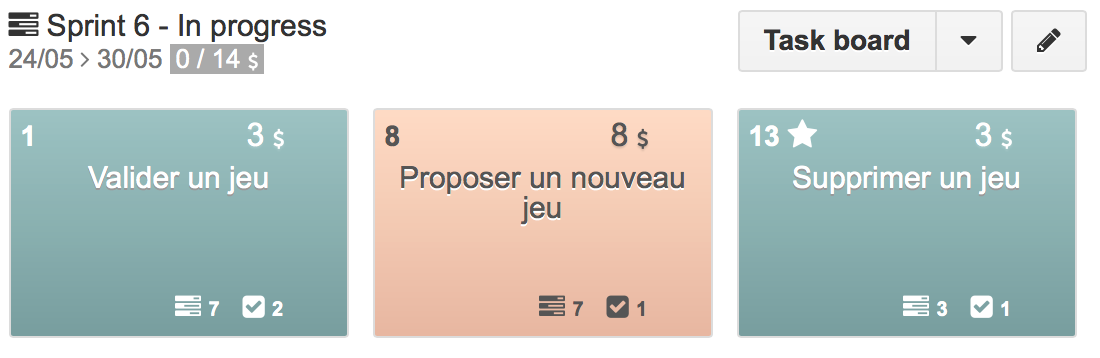 Sprint 6 - In progress
24/05 > 30/05 0 / 14 $
Task board
1 3 $
Valider un jeu
7 2
8 8 $
Proposer un nouveau
jeu
7 1
13 3 $
Supprimer un jeu
3 1